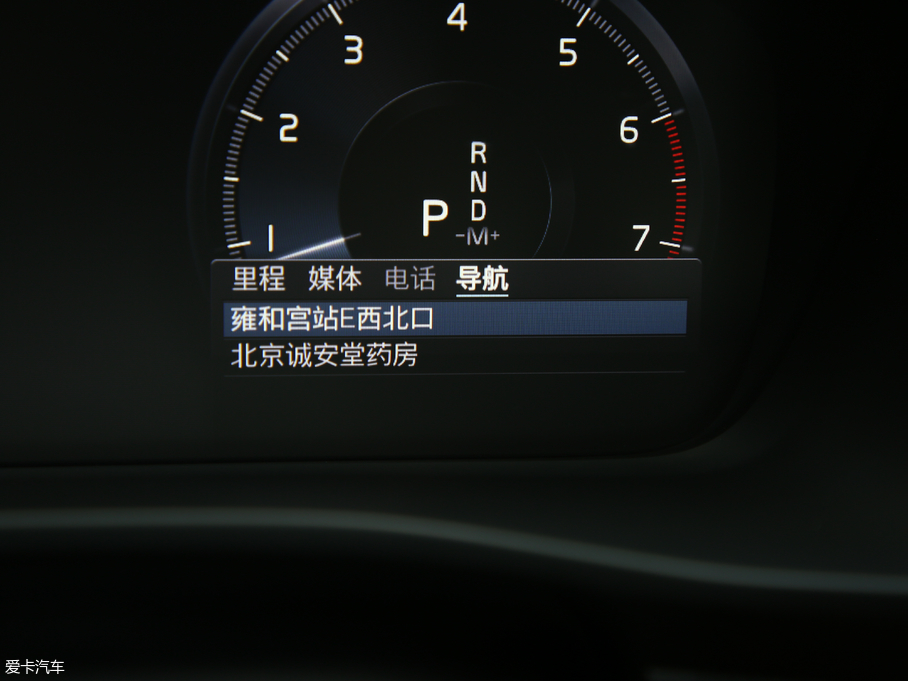 4
3 5
2 6
R
N
P D
-M+
1 7
里程 媒体 电话 导航
雍和宫站E西北口
北京诚安堂药房
爱卡汽车